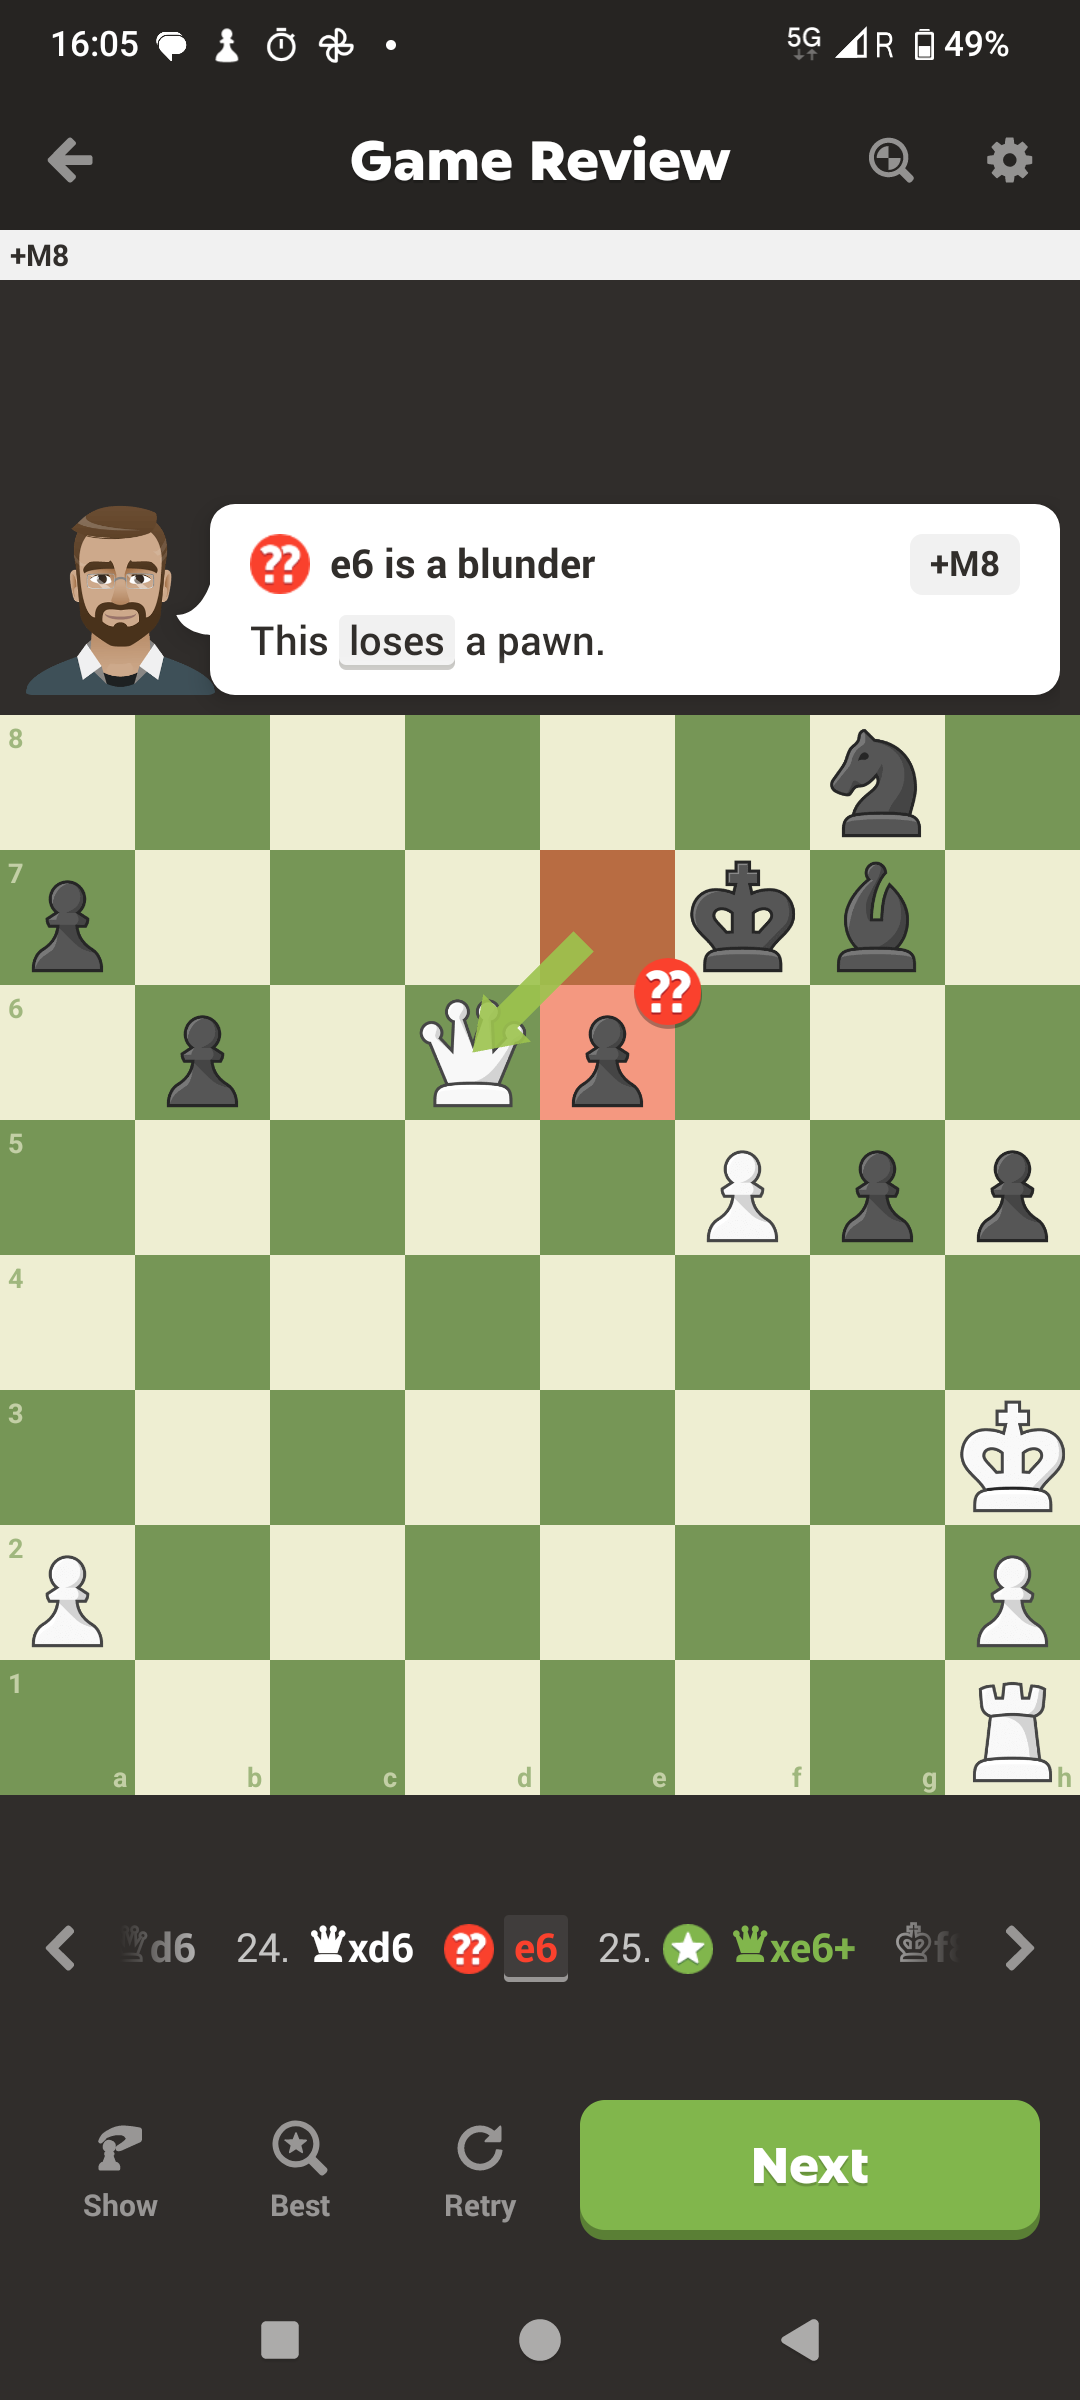 16:05
5G
R
49%
Game Review
+M8
?? e6 is a blunder
+M8
This loses a pawn.
8
7
??
6
5
4
3
2
1
a b c d e f g h
d6 24. xd6 ?? e6 25. xe6+
Show
Best
Retry
Next